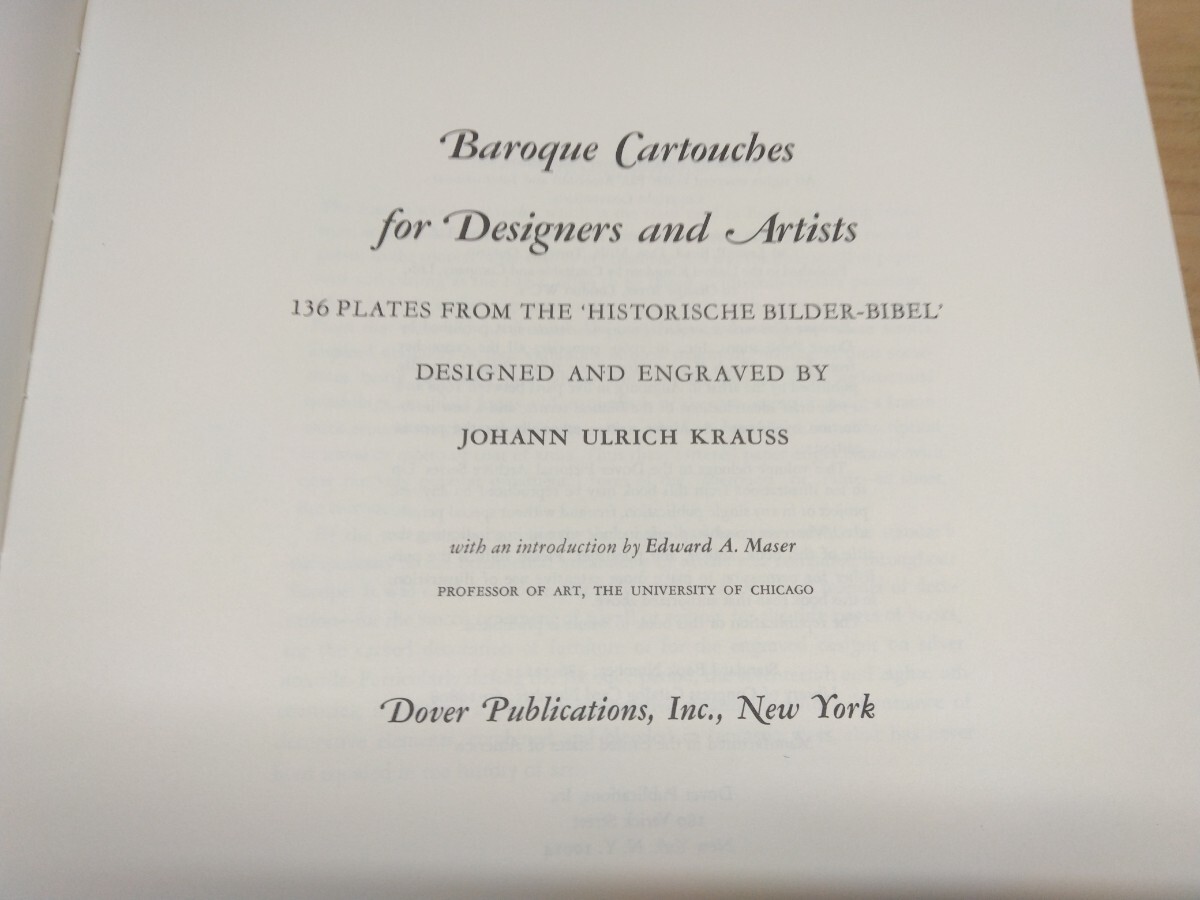 Baroque Cartouches
for Designers and Artists
136 PLATES FROM THE 'HISTORISCHE BILDER-BIBEL'
DESIGNED AND ENGRAVED BY
JOHANN ULRICH KRAUSS
with an introduction by Edward A. Maser
PROFESSOR OF ART, THE UNIVERSITY OF CHICAGO
Dover Publications, Inc., New York